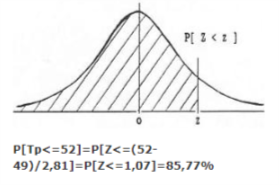 P[ Z < z ]
0 z
P[Tp<=52]=P[Z<=(52-
49)/2,81]=P[Z<=1,07]=85,77%